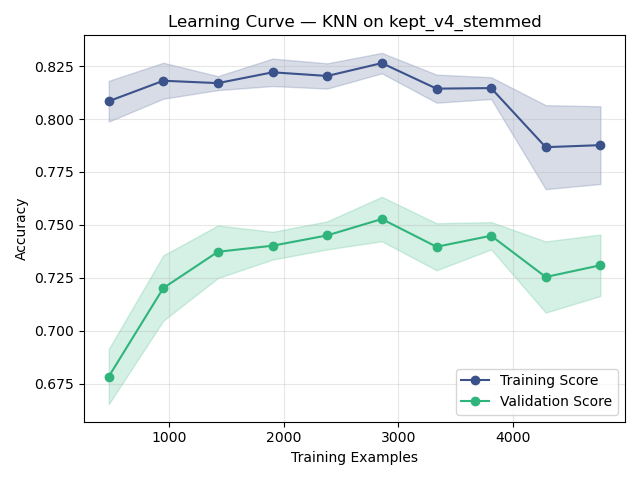 Learning Curve — KNN on kept_v4_stemmed
Accuracy
0.825
0.800
0.775
0.750
0.725
0.700
0.675
1000
2000
3000
4000
Training Examples
Training Score
Validation Score